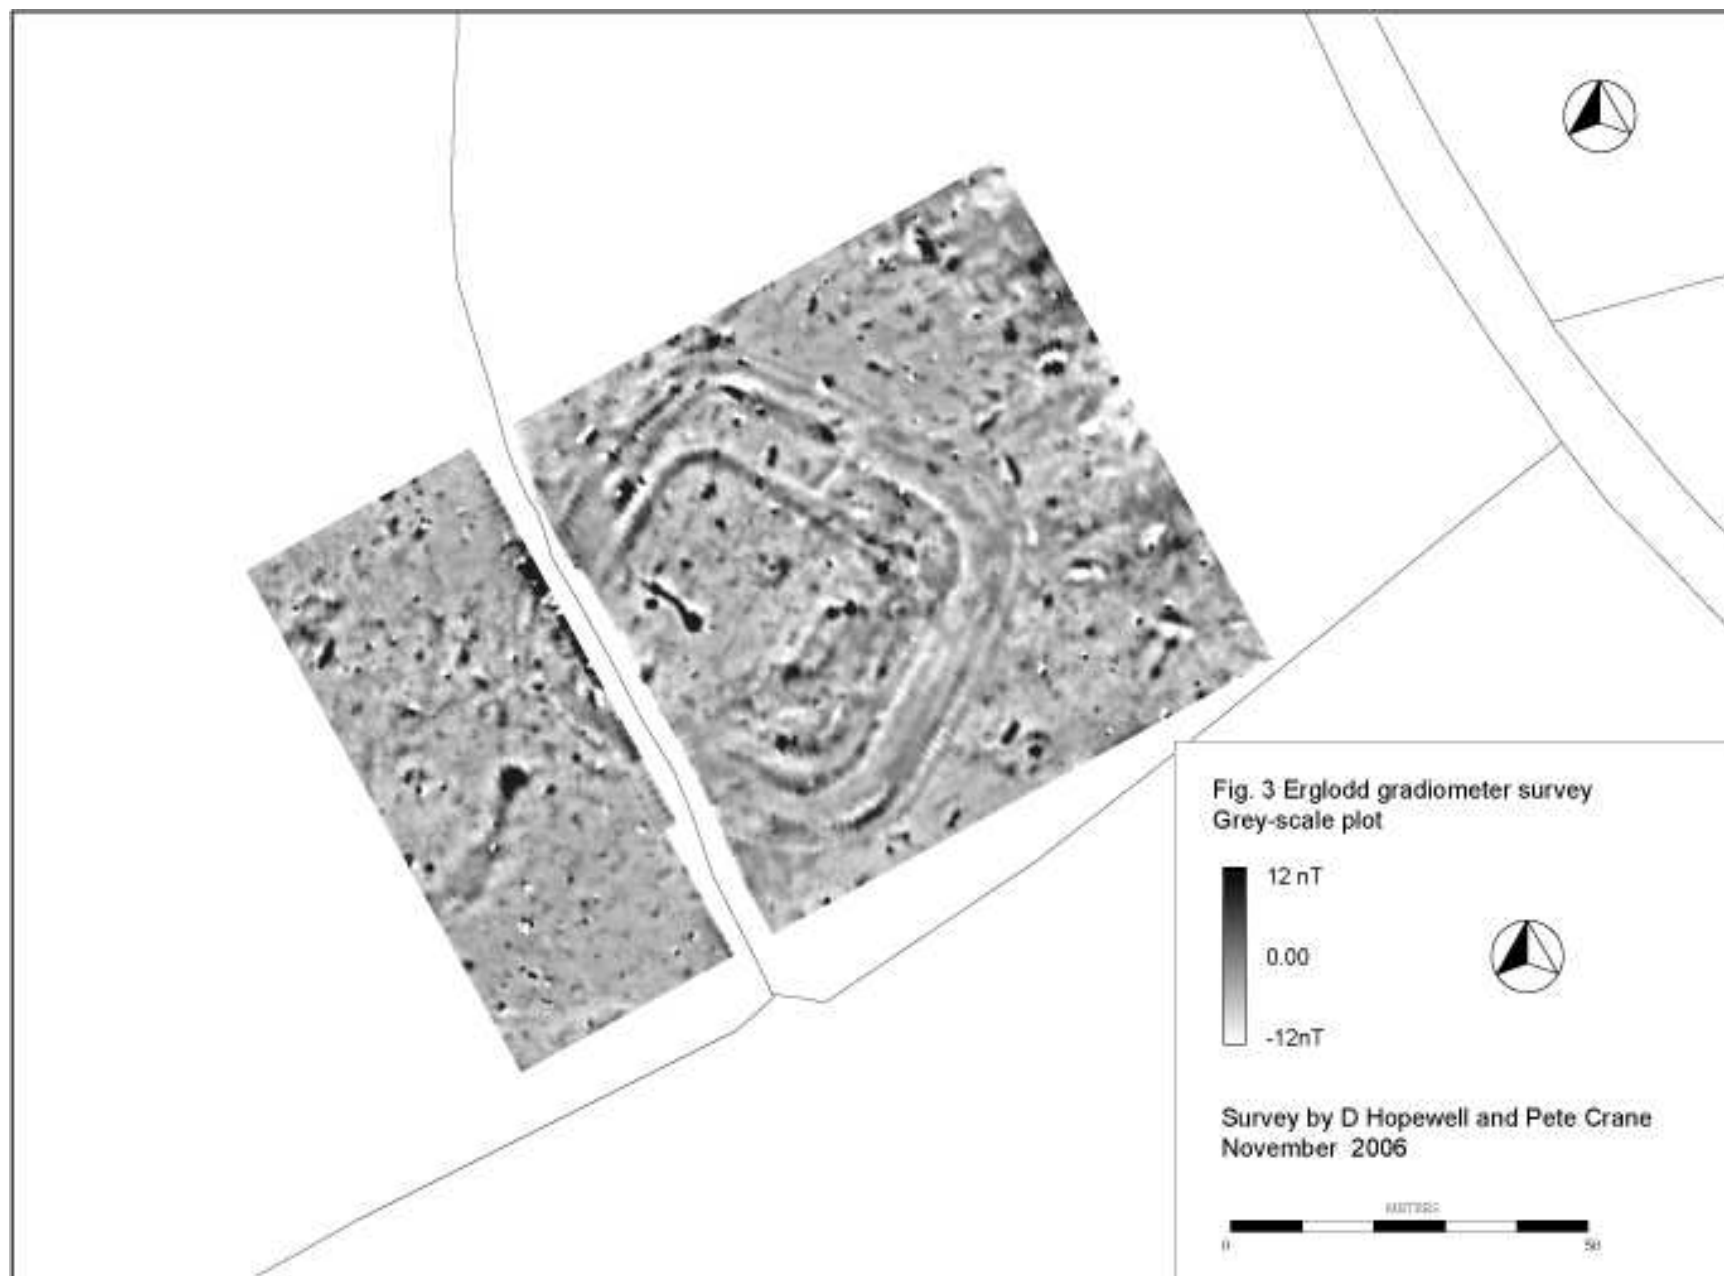 Fig. 3 Erglodd gradiometer survey
Grey-scale plot
12 nT
0.00
-12nT
Survey by D Hopewell and Pete Crane
November 2006
METERS
0 50